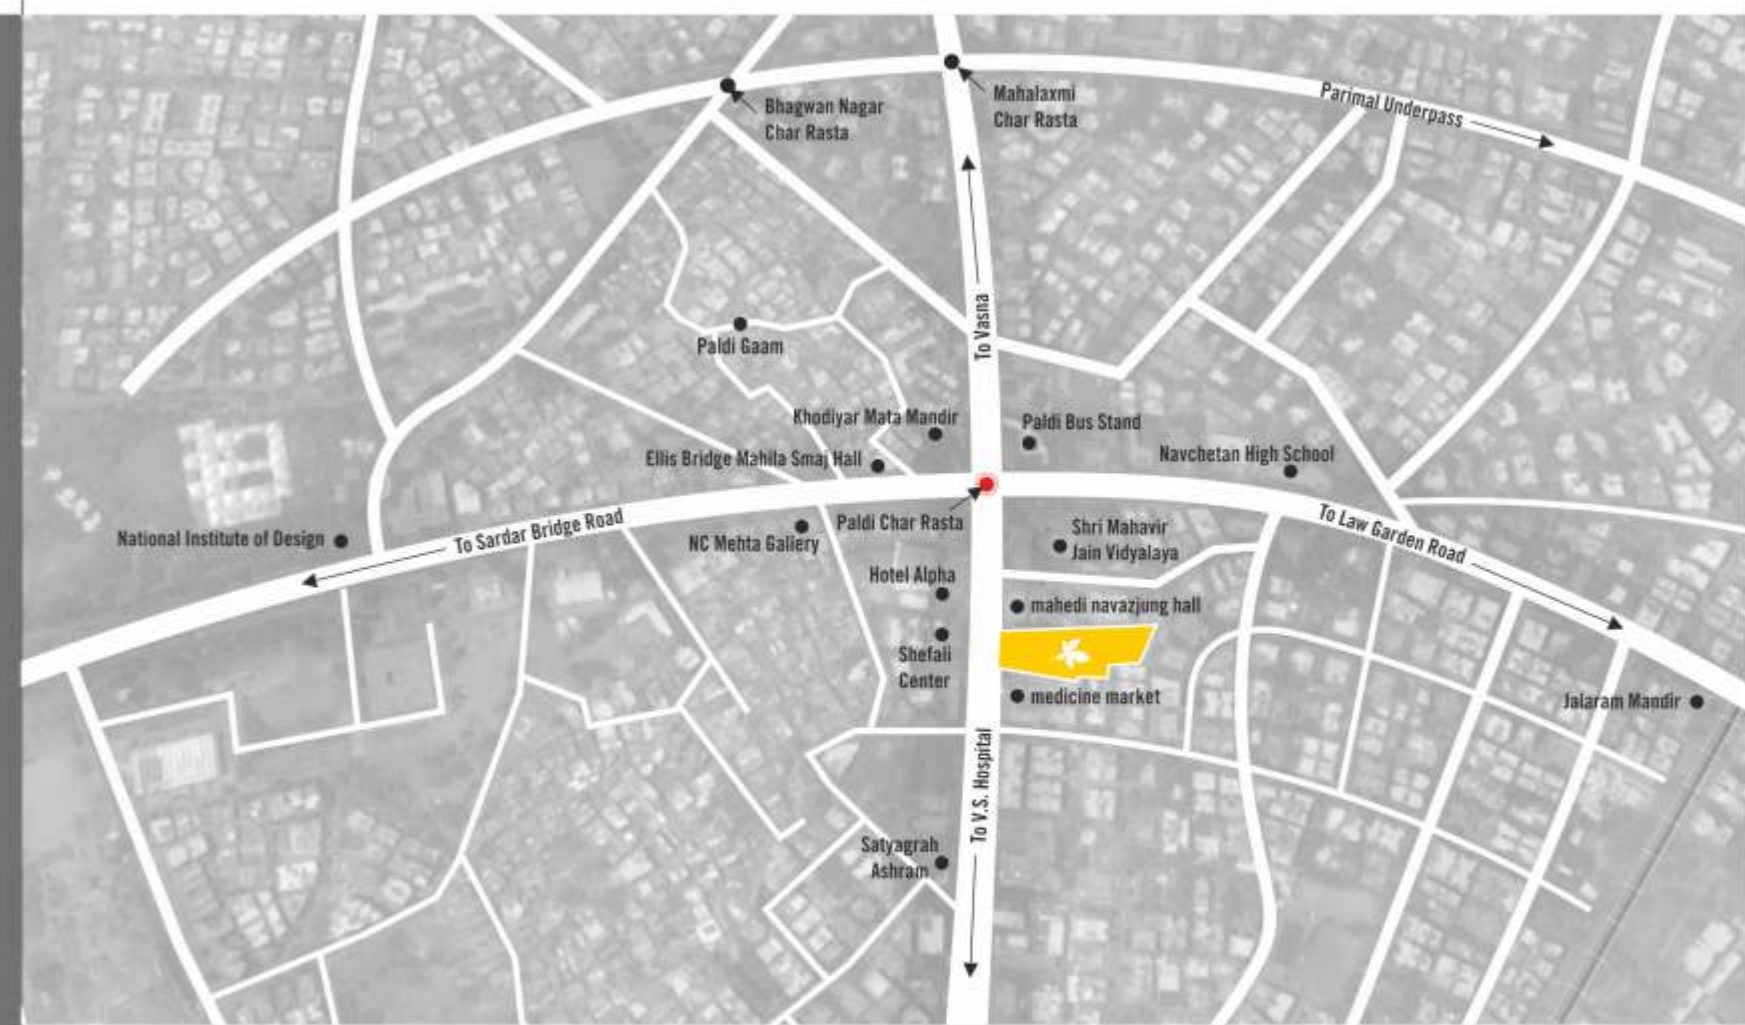 Bhagwan Nagar
Char Rasta
Mahalaxmi
Char Rasta
Parimal Underpass
To Vasna
Paldi Gaam
Khodiyar Mata Mandir
Paldi Bus Stand
Ellis Bridge Mahila Smaj Hall
Navchetan High School
National Institute of Design
To Sardar Bridge Road
NC Mehta Gallery
Paldi Char Rasta
Shri Mahavir
Jain Vidyalaya
To Law Garden Road
Hotel Alpha
mahedi navazjung hall
Shefali
Center
medicine market
Jalaram Mandir
To V.S. Hospital
Satyagrah
Ashram